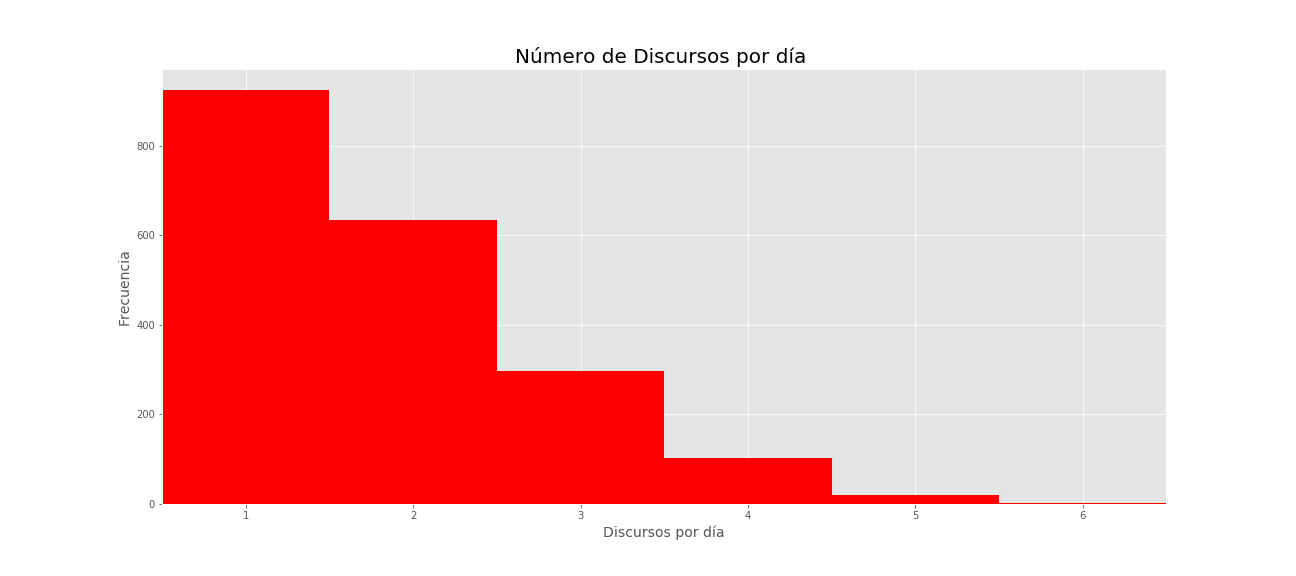 Número de Discursos por día
800
600
400
200
0
Frecuencia
1 2 3 4 5 6
Discursos por día